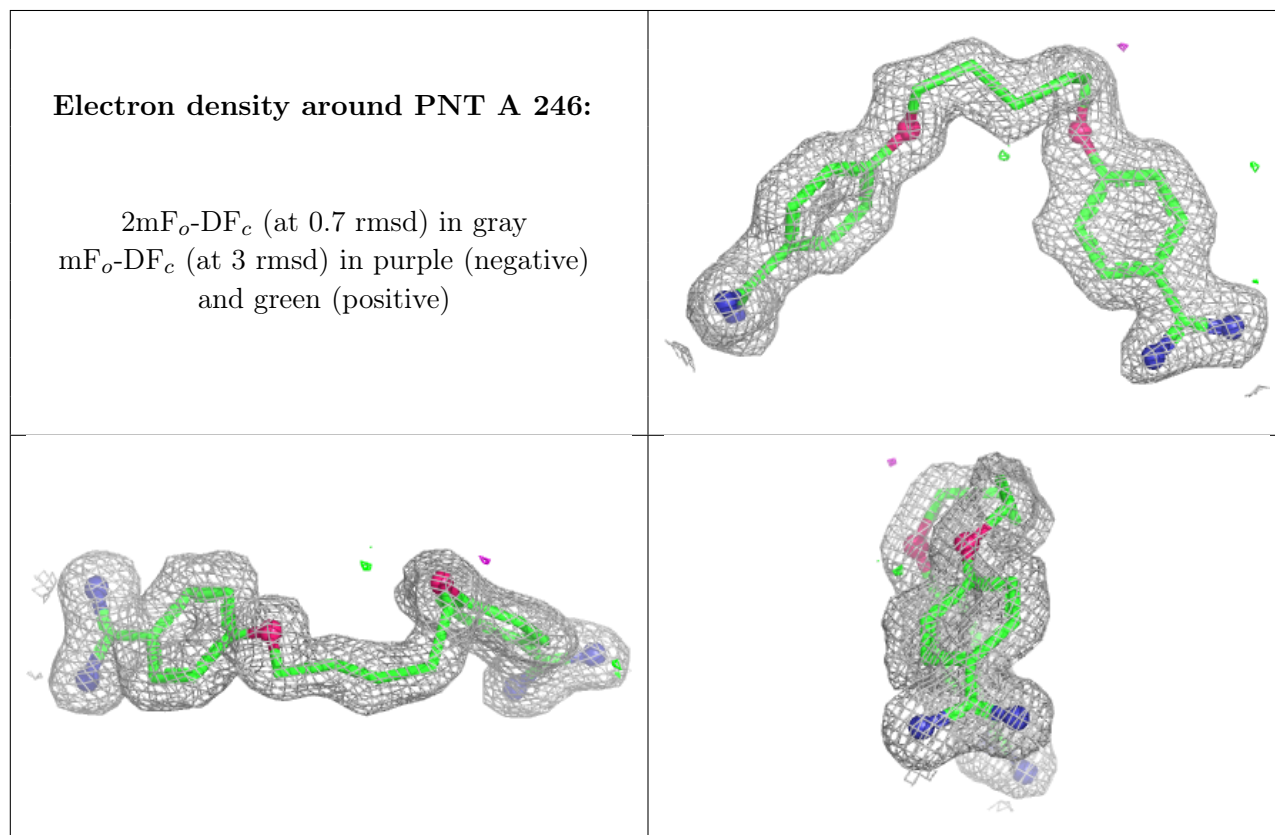 Electron density around PNT A 246:
2mFo-DFc (at 0.7 rmsd) in gray
mFo-DFc (at 3 rmsd) in purple (negative)
and green (positive)